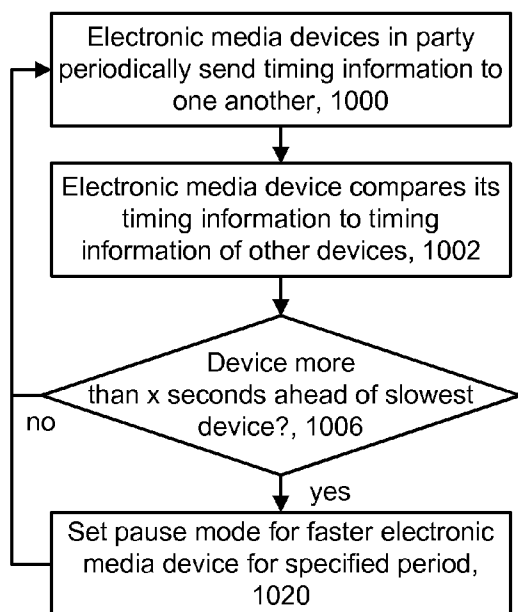 Electronic media devices in party
periodically send timing information to
one another, 1000
Electronic media device compares its
timing information to timing
information of other devices, 1002
Device more
than x seconds ahead of slowest
device?, 1006
no
yes
Set pause mode for faster electronic
media device for specified period,
1020